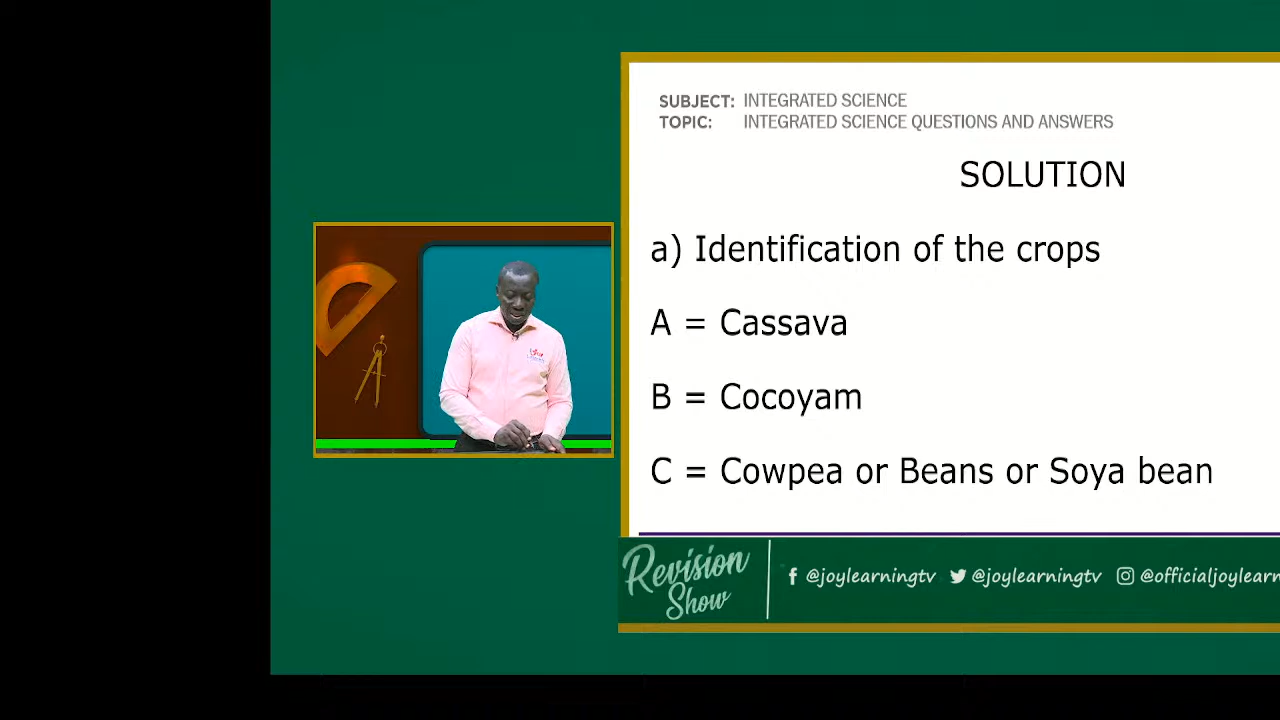 SUBJECT: INTEGRATED SCIENCE
TOPIC: INTEGRATED SCIENCE QUESTIONS AND ANSWERS
SOLUTION
a) Identification of the crops
A = Cassava
B = Cocoyam
C = Cowpea or Beans or Soya bean
Revision
Show
@joylearningtv @joylearningtv @officialjoylearn